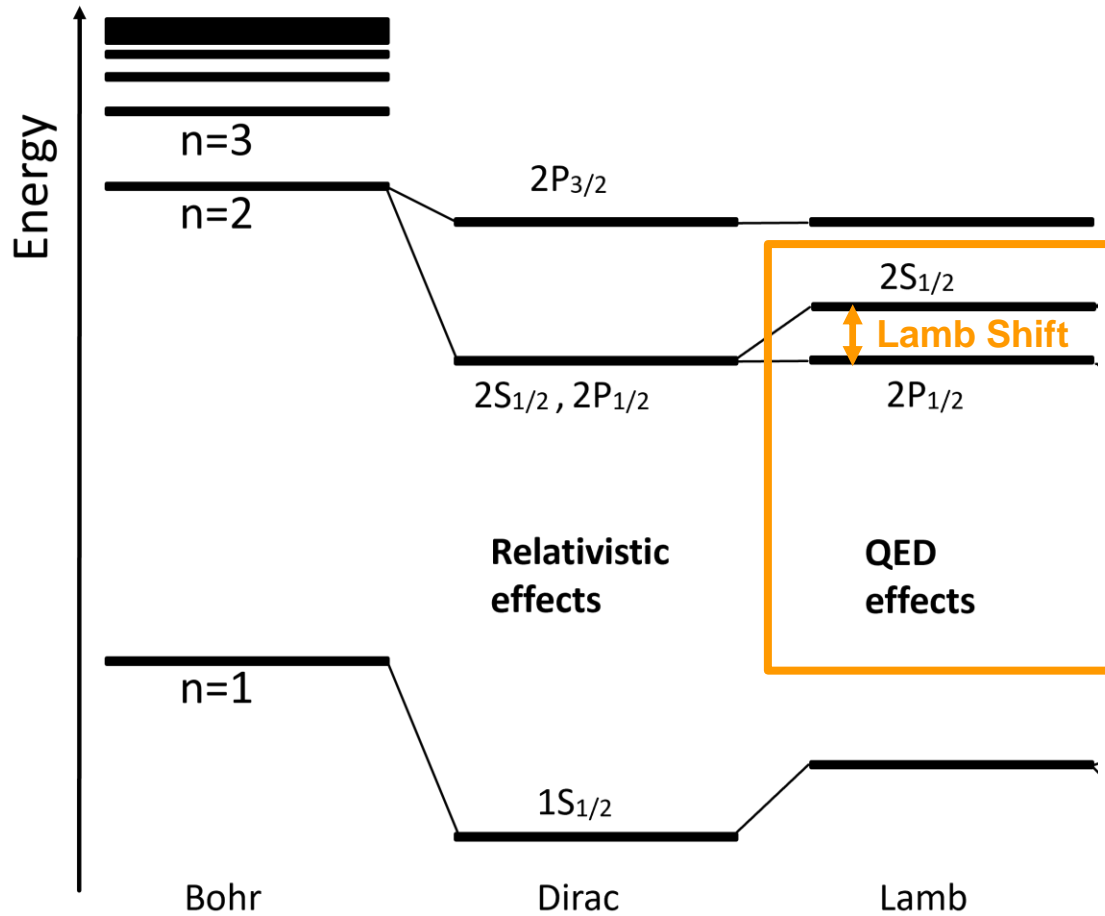 Energy
n=3
n=2
n=1
2P3/2
2S1/2 , 2P1/2
Relativistic
effects
1S1/2
2S1/2
Lamb Shift
2P1/2
QED
effects
Bohr
Dirac
Lamb